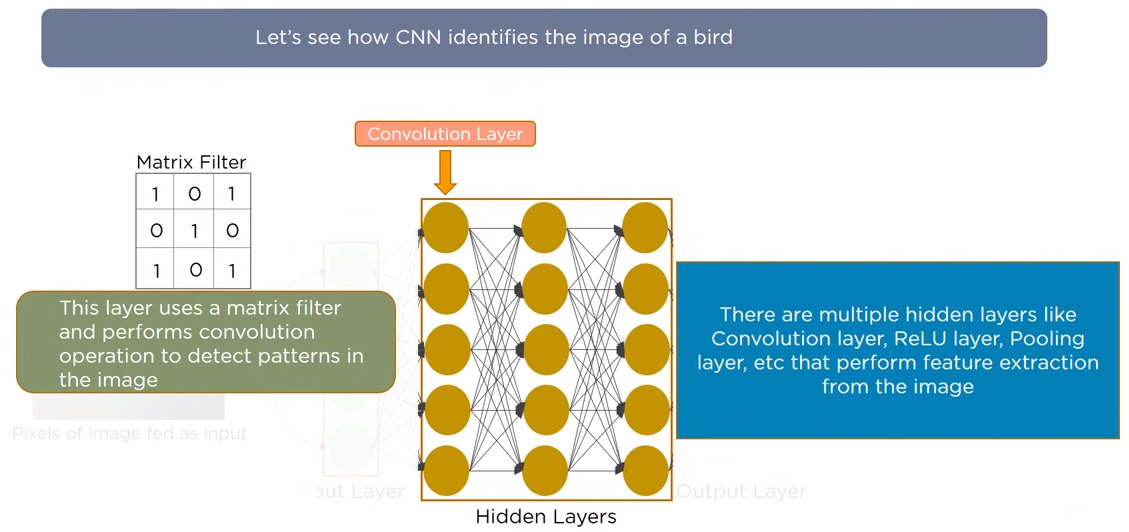 Let's see how CNN identifies the image of a bird
Convolution Layer
Matrix Filter
1 0 1
0 1 0
1 0 1
This layer uses a matrix filter
and performs convolution
operation to detect patterns in
the image
There are multiple hidden layers like
Convolution layer, ReLU layer, Pooling
layer, etc that perform feature extraction
from the image
Pixels of image fed as input
put Layer
Output Layer
Hidden Layers